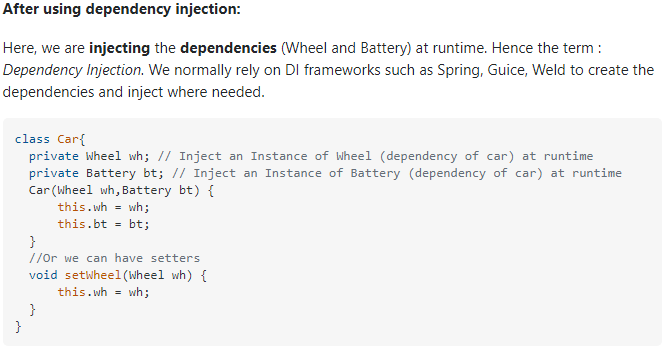 After using dependency injection:
Here, we are injecting the dependencies (Wheel and Battery) at runtime. Hence the term :
Dependency Injection. We normally rely on DI frameworks such as Spring, Guice, Weld to create the
dependencies and inject where needed.
class Car{
  private Wheel wh; // Inject an Instance of Wheel (dependency of car) at runtime
  private Battery bt; // Inject an Instance of Battery (dependency of car) at runtime
  Car(Wheel wh,Battery bt) {
      this.wh = wh;
      this.bt = bt;
  }
  //Or we can have setters
  void setWheel(Wheel wh) {
      this.wh = wh;
  }
}